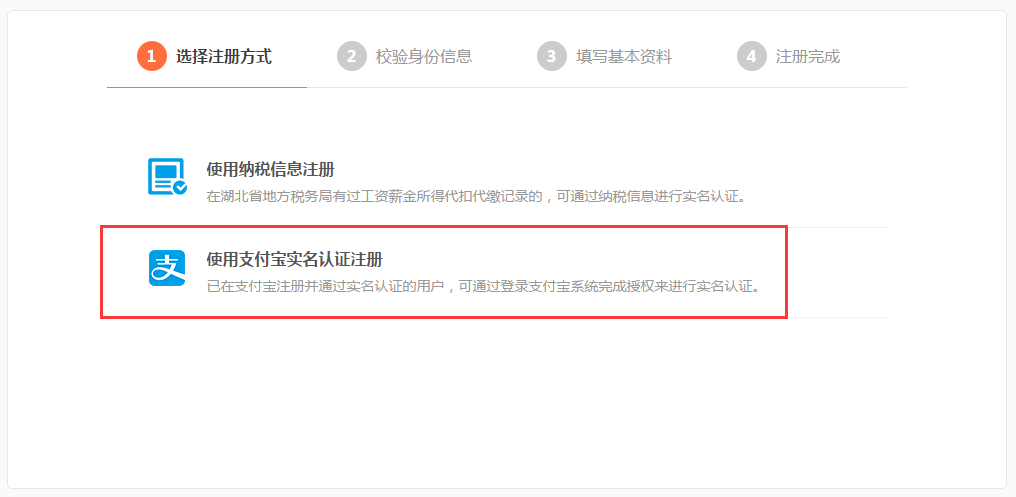 1 选择注册方式 2 校验身份信息 3 填写基本资料 4 注册完成
使用纳税信息注册
在湖北省地方税务局有过工资薪金所得代扣代缴记录的，可通过纳税信息进行实名认证。
使用支付宝实名认证注册
已在支付宝注册并通过实名认证的用户，可通过登录支付宝系统完成授权来进行实名认证。